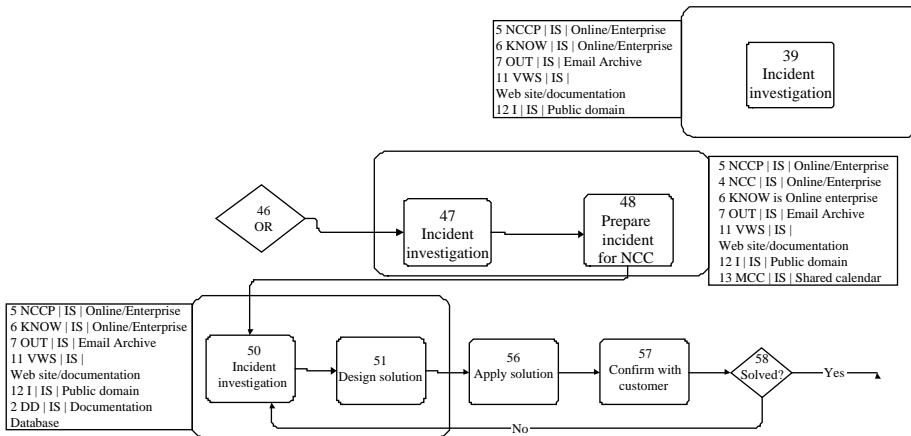 5 NCCP | IS | Online/Enterprise
6 KNOW | IS | Online/Enterprise
7 OUT | IS | Email Archive
11 VWS | IS |
Web site/documentation
12 I | IS | Public domain
39
Incident
investigation
46
OR
47
Incident
investigation
48
Prepare
incident
for NCC
5 NCCP | IS | Online/Enterprise
4 NCC | IS | Online/Enterprise
6 KNOW is Online enterprise
7 OUT | IS | Email Archive
11 VWS | IS |
Web site/documentation
12 I | IS | Public domain
13 MCC | IS | Shared calendar
5 NCCP | IS | Online/Enterprise
6 KNOW | IS | Online/Enterprise
7 OUT | IS | Email Archive
11 VWS | IS |
Web site/documentation
12 I | IS | Public domain
2 DD | IS | Documentation
Database
50
Incident
investigation
51
Design solution
56
Apply solution
57
Confirm with
customer
58
Solved?
Yes
No